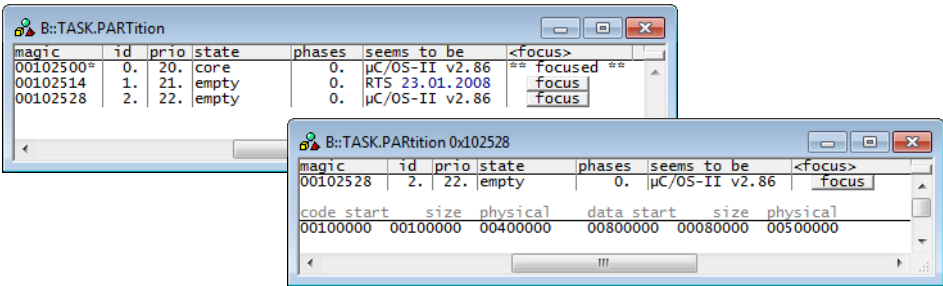 B::TASK.PARTition
magic id prio state phases seems to be <focus>
00102500* 0. 20. core 0. µC/OS-II v2.86 ** focused **
00102514 1. 21. empty 0. RTS 23.01.2008 focus
00102528 2. 22. empty 0. µC/OS-II v2.86 focus
B::TASK.PARtition 0x102528
magic id prio state phases seems to be <focus>
00102528 2. 22. empty 0. µC/OS-II v2.86 focus
code start size physical data start size physical
00100000 00100000 00400000 00800000 00080000 00500000